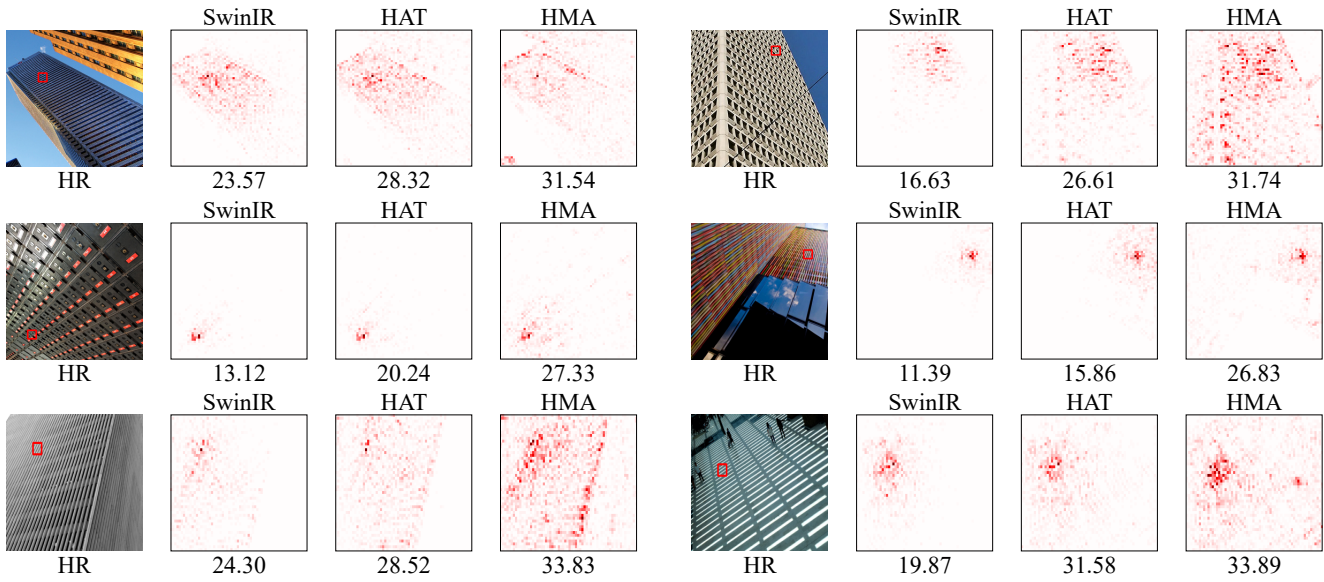 SwinIR HAT HMA SwinIR HAT HMA
HR 23.57 28.32 31.54 HR 16.63 26.61 31.74
SwinIR HAT HMA SwinIR HAT HMA
HR 13.12 20.24 27.33 HR 11.39 15.86 26.83
SwinIR HAT HMA SwinIR HAT HMA
HR 24.30 28.52 33.83 HR 19.87 31.58 33.89